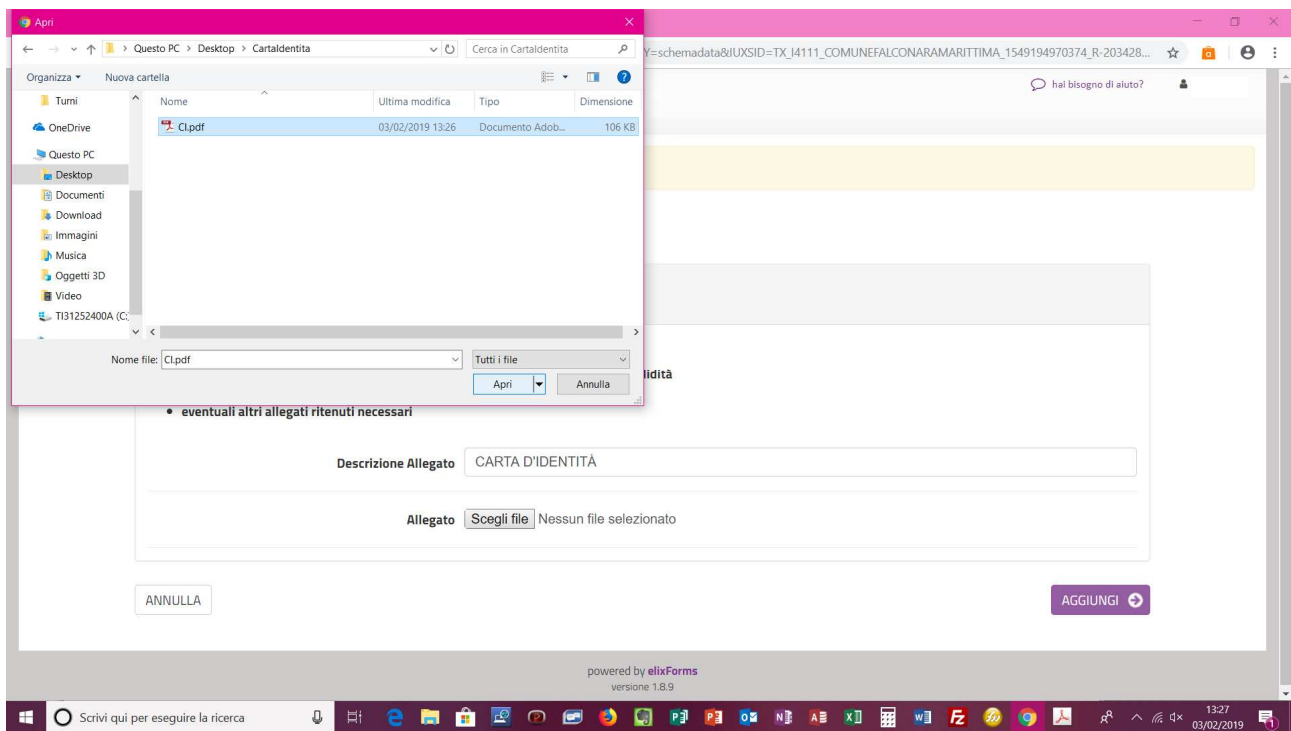 Apri
Questo PC > Desktop > CartaIdentita
Cerca in CartaIdentita
Y=schemadata&IUXSID=TX_I4111_COMUNEFALCONARAMARITTIMA_1549194970374_R-203428...
Organizza
Nuova cartella
hai bisogno di aiuto?
Turni
OneDrive
Questo PC
Desktop
Documenti
Download
Immagini
Musica
Oggetti 3D
Video
TI31252400A (C:
Nome Ultima modifica Tipo Dimensione
CI.pdf 03/02/2019 13:26 Documento Adob... 106 KB
Nome file: CI.pdf Tutti i file
Apri Annulla
lidità
• eventuali altri allegati ritenuti necessari
Descrizione Allegato CARTA D'IDENTITÀ
Allegato Scegli file Nessun file selezionato
ANNULLA AGGIUNGI
powered by elixForms
versione 1.8.9
Scrivi qui per eseguire la ricerca
13:27
03/02/2019